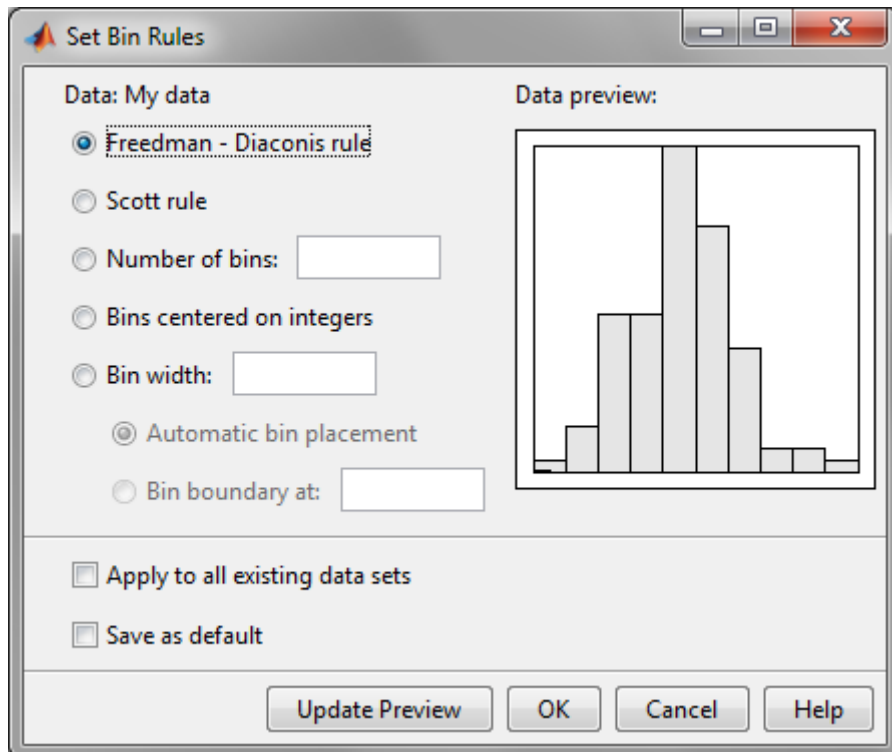 Set Bin Rules
Data: My data
Freedman - Diaconis rule
Scott rule
Number of bins:
Bins centered on integers
Bin width:
Automatic bin placement
Bin boundary at:
Data preview:
Apply to all existing data sets
Save as default
Update Preview OK Cancel Help